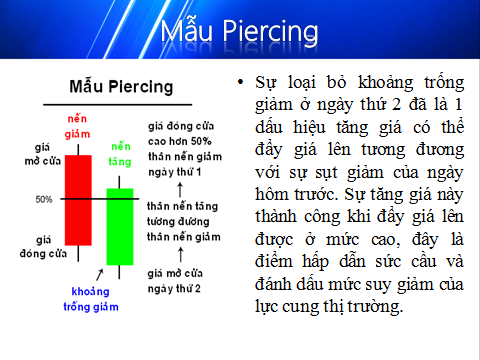 Mẫu Piercing
Mẫu Piercing
nến
giảm
giá
mở cửa
nến
tăng
giá đóng cửa
cao hơn 50%
thân nến giảm
ngày thứ 1
50%
thân nến tăng
tương đương
thân nến giảm
giá
đóng cửa
giá mở cửa
ngày thứ 2
khoảng
trống giảm
• Sự loại bỏ khoảng trống
giảm ở ngày thứ 2 đã là 1
dấu hiệu tăng giá có thể
đẩy giá lên tương đương
với sự sụt giảm của ngày
hôm trước. Sự tăng giá này
thành công khi đẩy giá lên
được ở mức cao, đây là
điểm hấp dẫn sức cầu và
đánh dấu mức suy giảm của
lực cung thị trường.